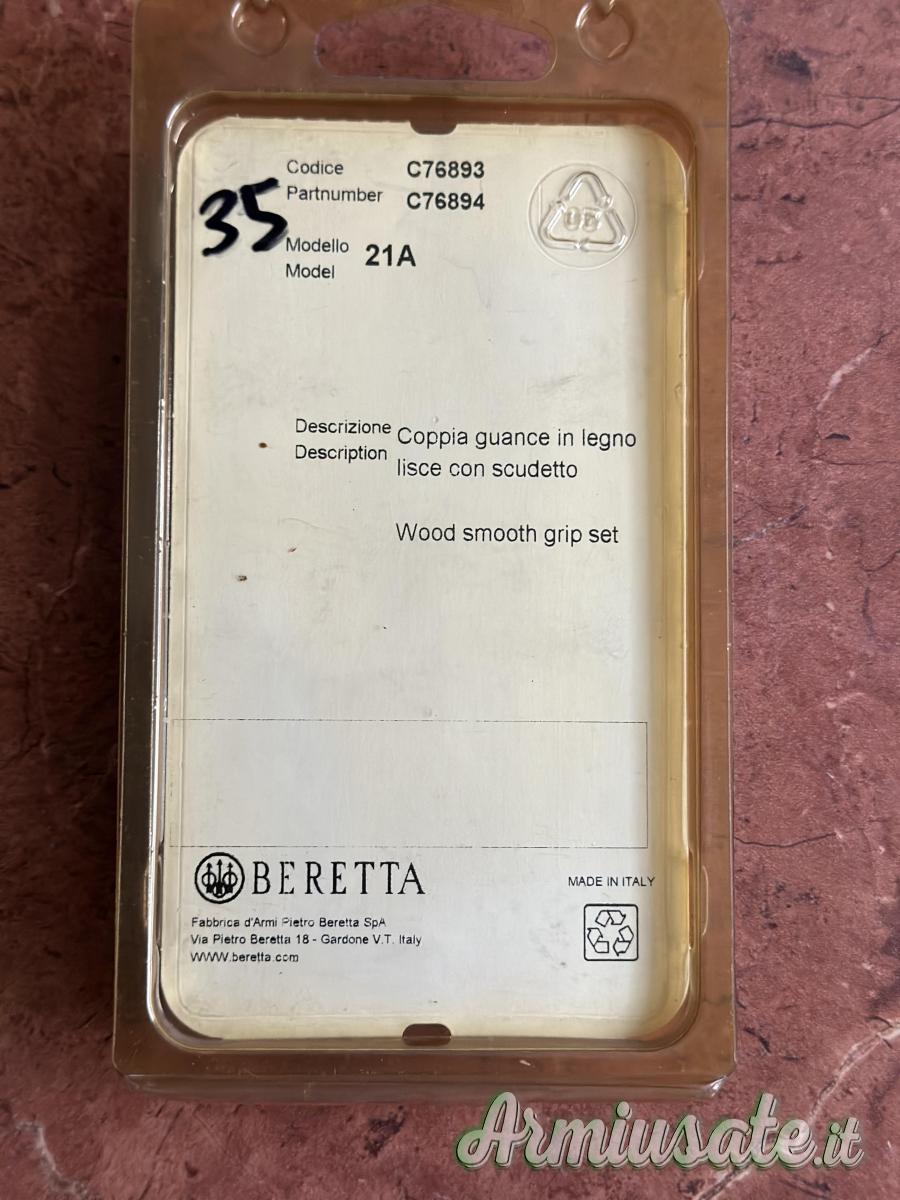 Codice C76893
Partnumber C76894
35
Modello Model 21A
Descrizione Description
Coppia guance in legno
lisce con scudetto
Wood smooth grip set
BERETTA
MADE IN ITALY
Fabbrica d'Armi Pietro Beretta SpA
Via Pietro Beretta 18 - Gardone V.T. Italy
WWW.beretta.com
Armiusate.it